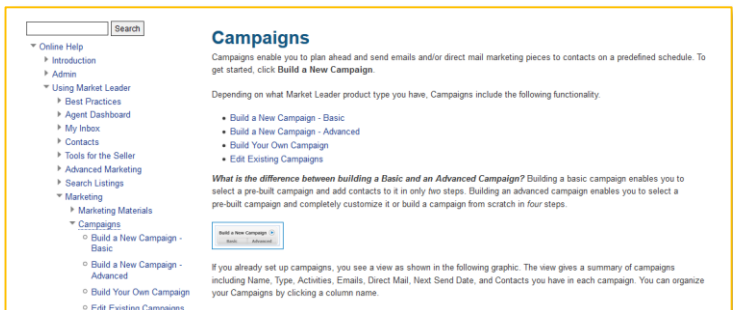 Search
Online Help
Introduction
Admin
Using Market Leader
Best Practices
Agent Dashboard
My Inbox
Contacts
Tools for the Seller
Advanced Marketing
Search Listings
Marketing
Marketing Materials
Campaigns
Build a New Campaign -
Basic
Build a New Campaign -
Advanced
Build Your Own Campaign
Edit Existing Campaigns
Campaigns
Campaigns enable you to plan ahead and send emails and/or direct mail marketing pieces to contacts on a predefined schedule. To
get started, click Build a New Campaign.
Depending on what Market Leader product type you have, Campaigns include the following functionality.
• Build a New Campaign - Basic
• Build a New Campaign - Advanced
• Build Your Own Campaign
• Edit Existing Campaigns
What is the difference between building a Basic and an Advanced Campaign? Building a basic campaign enables you to
select a pre-built campaign and add contacts to it in only two steps. Building an advanced campaign enables you to select a
pre-built campaign and completely customize it or build a campaign from scratch in four steps.
Build a New Campaign
Basic Advanced
If you already set up campaigns, you see a view as shown in the following graphic. The view gives a summary of campaigns
including Name, Type, Activities, Emails, Direct Mail, Next Send Date, and Contacts you have in each campaign. You can organize
your Campaigns by clicking a column name.